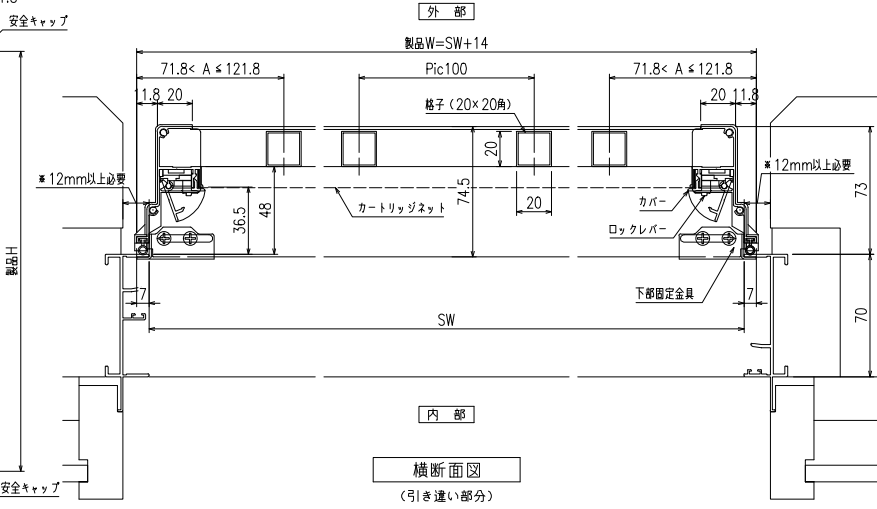 安全キャップ
外 部
製品W=SW+14
71.8< A ≦121.8
Pic100
71.8< A ≦121.8
11.8
20
20
11.8
格子（20×20角）
20
※12mm以上必要
※12mm以上必要
カバー
20
カートリッジネット
ロックレバー
36.5
48
74.5
73
製品H
下部固定金具
7
7
SW
70
内 部
横断面図
（引き違い部分）
安全キャップ